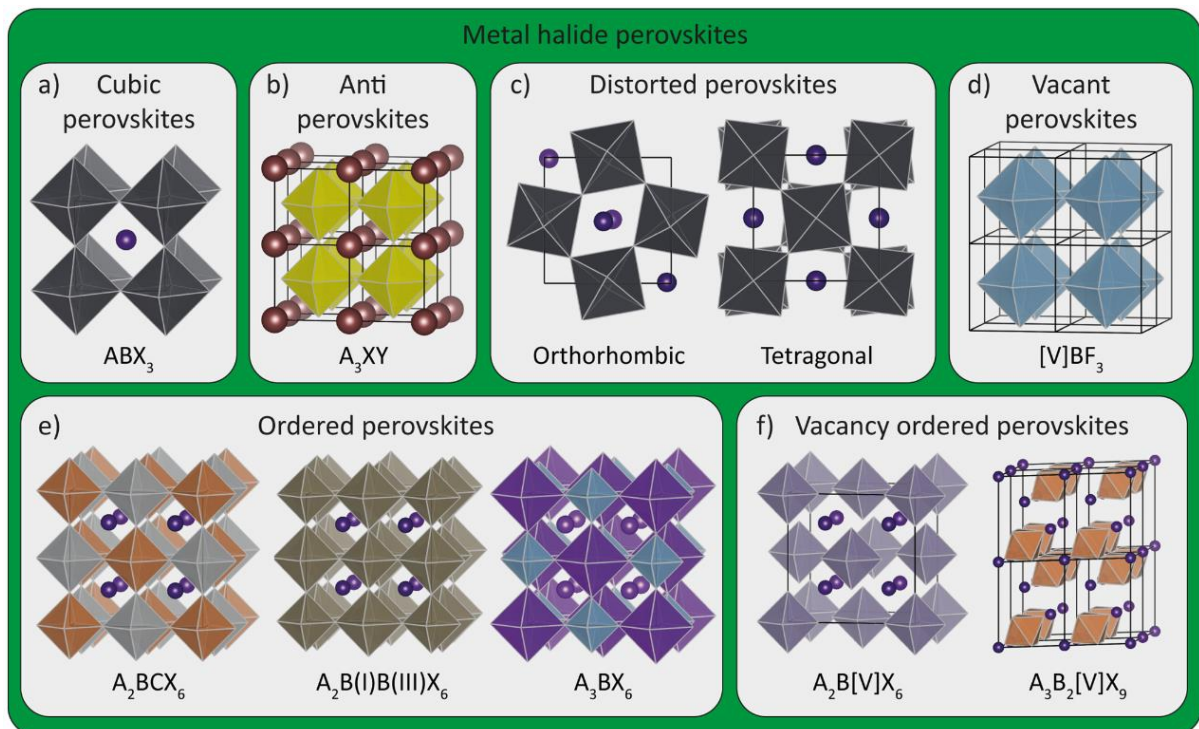 Metal halide perovskites
a) Cubic
perovskites
ABX₃
b) Anti
perovskites
A₃XY
c) Distorted perovskites
Orthorhombic
Tetragonal
d) Vacant
perovskites
[V]BF₃
e) Ordered perovskites
A₂BCX₆
A₂B(I)B(III)X₆
A₃BX₆
f) Vacancy ordered perovskites
A₂B[V]X₆
A₃B₂[V]X₉